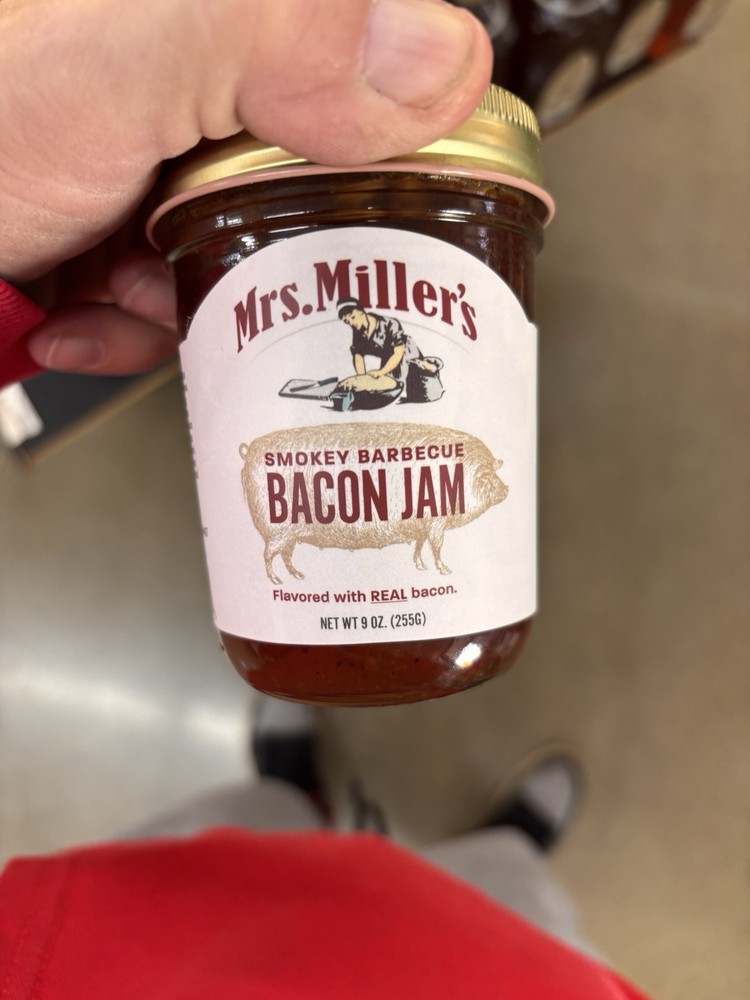 Mrs. Miller's
SMOKEY BARBECUE
BACON JAM
Flavored with REAL bacon.
NET WT 9 OZ. (255G)